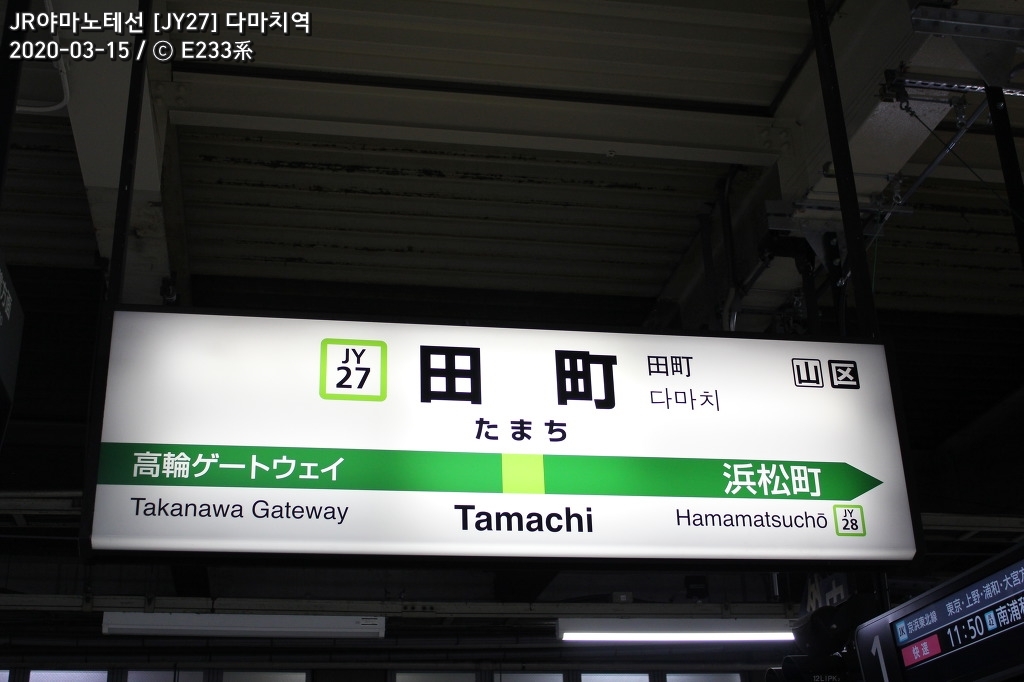 JR야마노테선 [JY27] 다마치역
2020-03-15 / ⓒ E233系
JY
27
田町
田町
다마치
山 区
たまち
高輪ゲートウェイ
浜松町
Takanawa Gateway
Tamachi
Hamamatsuchō
JY
28
1
JK 京浜東北線
東京・上野・浦和・大宮方
快速
11:50
南浦和